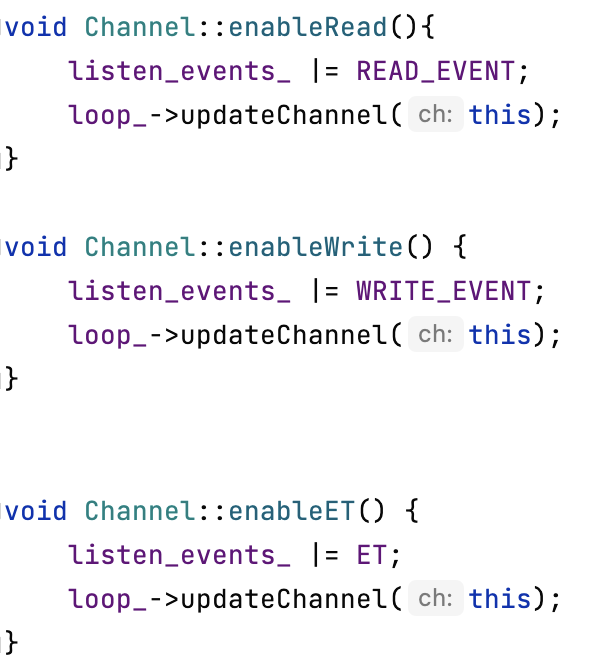 void Channel::enableRead(){
listen_events_ |= READ_EVENT;
loop_->updateChannel( ch: this);
}
void Channel::enableWrite() {
listen_events_ |= WRITE_EVENT;
loop_->updateChannel( ch: this);
}
void Channel::enableET() {
listen_events_ |= ET;
loop_->updateChannel( ch: this);
}